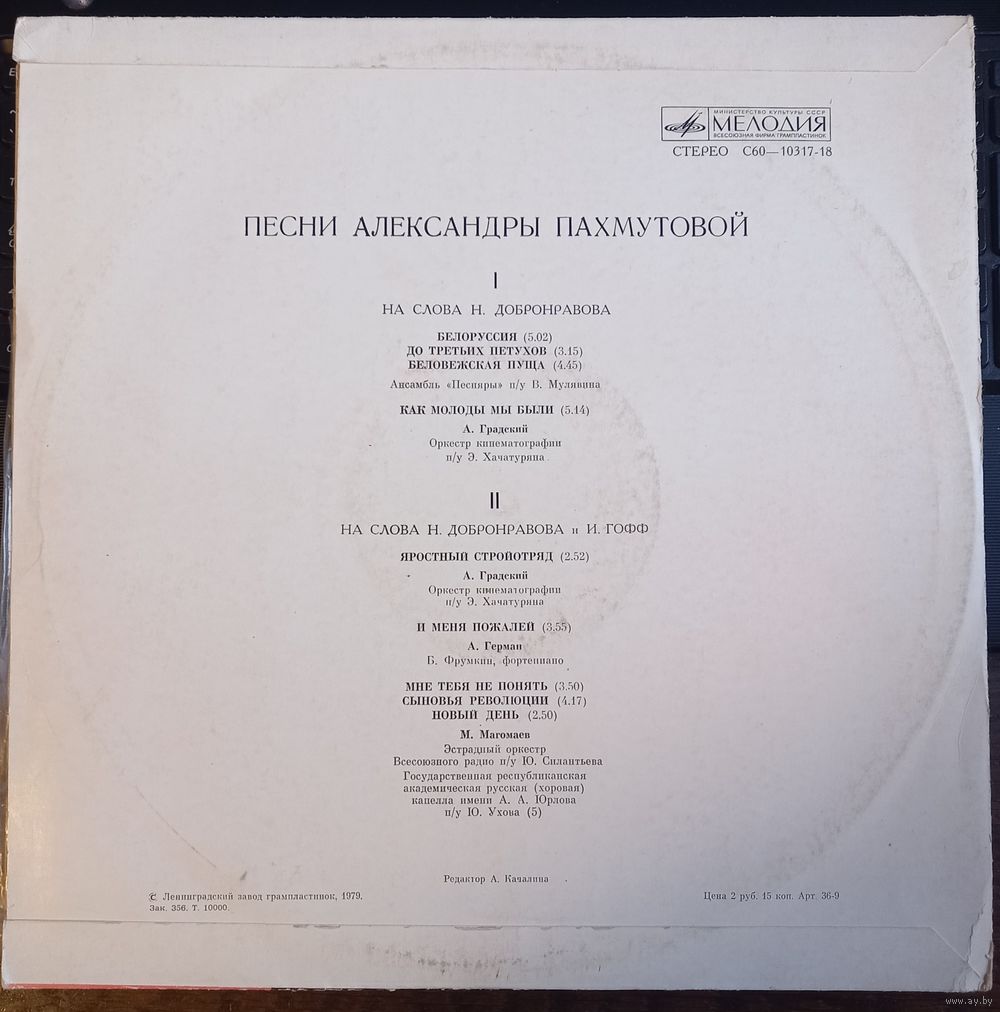 МИНИСТЕРСТВО КУЛЬТУРЫ СССР
МЕЛОДИЯ
ВСЕСОЮЗНАЯ ФИРМА ГРАМПЛАСТИНОК
СТЕРЕО С60—10317-18
ПЕСНИ АЛЕКСАНДРЫ ПАХМУТОВОЙ
I
НА СЛОВА Н. ДОБРОНРАВОВА
БЕЛОРУССИЯ (5.02)
ДО ТРЕТЬИХ ПЕТУХОВ (3.15)
БЕЛОВЕЖСКАЯ ПУЩА (4.45)
Ансамбль «Песняры» п/у В. Мулявина
КАК МОЛОДЫ МЫ БЫЛИ (5.14)
А. Градский
Оркестр кинематографии
п/у Э. Хачатуряна
II
НА СЛОВА Н. ДОБРОНРАВОВА и И. ГОФФ
ЯРОСТНЫЙ СТРОЙОТРЯД (2.52)
А. Градский
Оркестр кинематографии
п/у Э. Хачатуряна
И МЕНЯ ПОЖАЛЕЙ (3.55)
А. Герман
Б. Фрумкин, фортепиано
МНЕ ТЕБЯ НЕ ПОНЯТЬ (3.50)
СЫНОВЬЯ РЕВОЛЮЦИИ (4.17)
НОВЫЙ ДЕНЬ (2.50)
М. Магомаев
Эстрадный оркестр
Всесоюзного радио п/у Ю. Силантьева
Государственная республиканская
академическая русская (хоровая)
капелла имени А. А. Юрлова
п/у Ю. Ухова (5)
Редактор А. Качалина
© Ленинградский завод грампластинок, 1979.
Зак. 356. Т. 10000.
Цена 2 руб. 15 коп. Арт. 36-9
www.ay.by